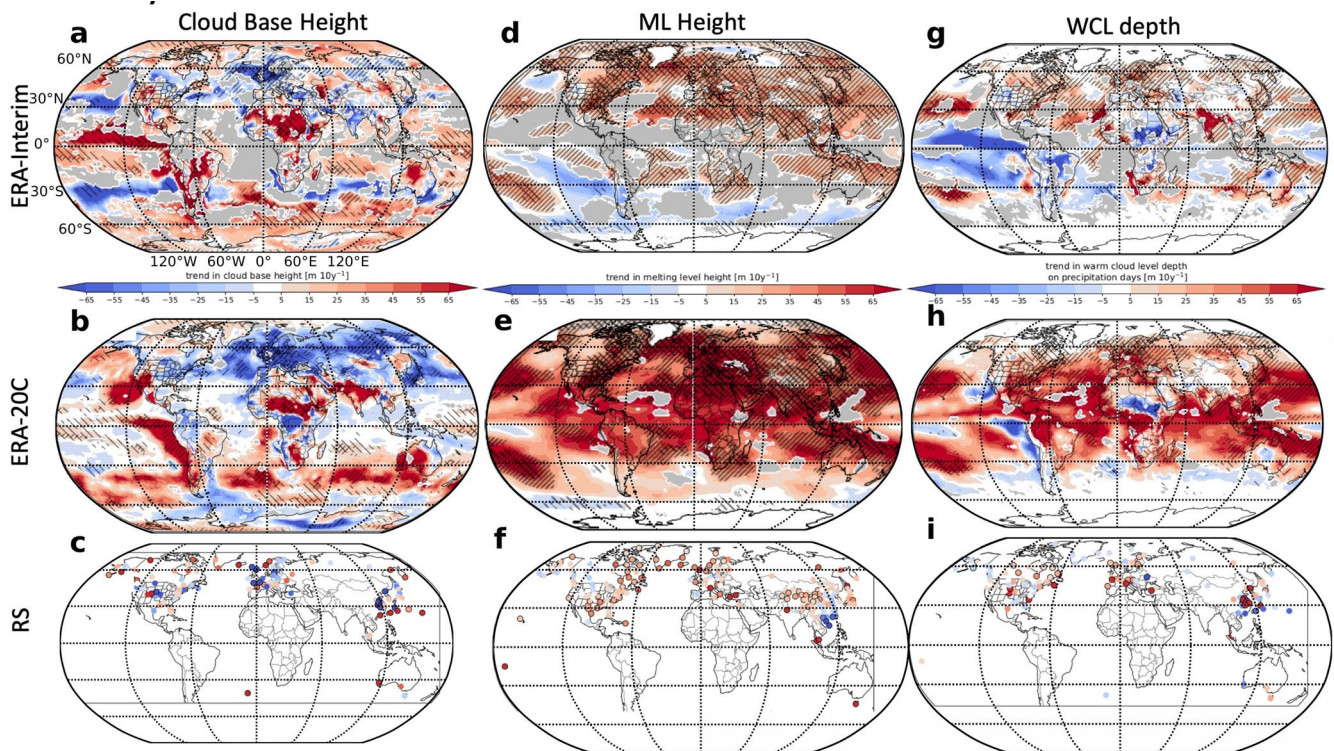 Cloud Base Height
ML Height
WCL depth
a
d
g
60°N
30°N
0°
30°S
60°S
120°W 60°W 0° 60°E 120°E
ERA-Interim
trend in cloud base height [m 10y⁻¹]
-65 -55 -45 -35 -25 -15 -5 5 15 25 35 45 55 65
trend in melting level height [m 10y⁻¹]
-65 -55 -45 -35 -25 -15 -5 5 15 25 35 45 55 65
trend in warm cloud level depth
on precipitation days [m 10y⁻¹]
-65 -55 -45 -35 -25 -15 -5 5 15 25 35 45 55 65
b
e
h
ERA-20C
c
f
i
RS